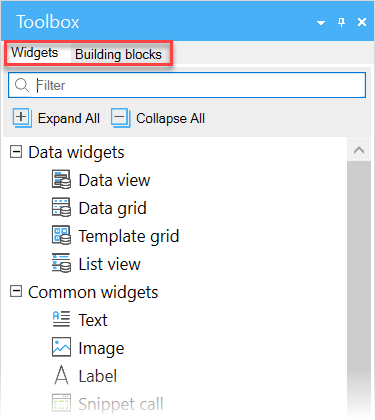 Toolbox
Widgets Building blocks
Filter
Expand All Collapse All
Data widgets
Data view
Data grid
Template grid
List view
Common widgets
Text
Image
Label
Snippet call